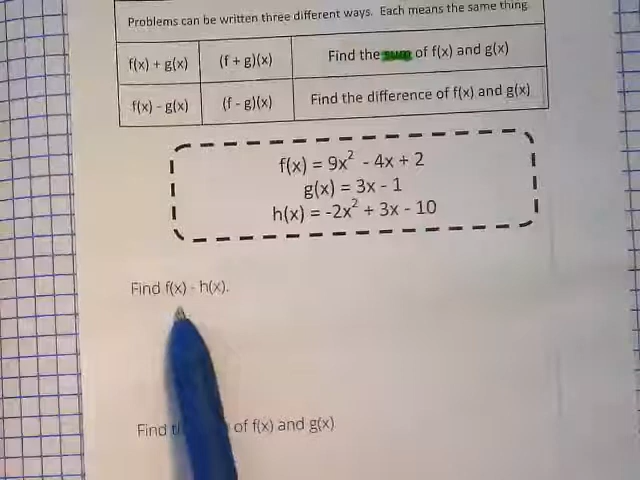 Problems can be written three different ways. Each means the same thing.
f(x) + g(x) (f + g)(x) Find the sum of f(x) and g(x)
f(x) - g(x) (f - g)(x) Find the difference of f(x) and g(x)
f(x) = 9x² - 4x + 2
g(x) = 3x - 1
h(x) = -2x² + 3x - 10
Find f(x) - h(x).
Find of f(x) and g(x)